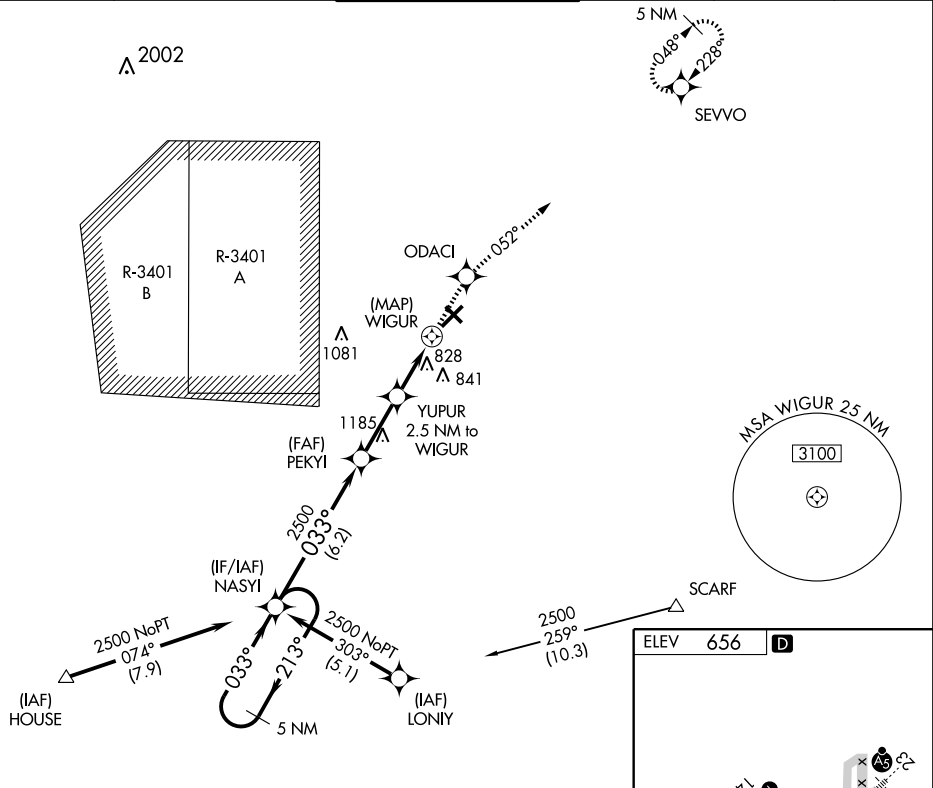 5 NM
2002
048°
228°
SEVVO
052°
ODACI
R-3401
B
R-3401
A
(MAP)
WIGUR
1081
828
841
YUPUR
2.5 NM to
WIGUR
1185
(FAF)
PEKYI
MSA WIGUR 25 NM
3100
2500
033°
(6.2)
(IF/IAF)
NASYI
SCARF
2500
259°
(10.3)
2500 NoPT
074°
(7.9)
2500 NoPT
303°
(5.1)
033°
213°
(IAF)
HOUSE
(IAF)
LONIY
5 NM
ELEV 656 D
X
A5
23
X